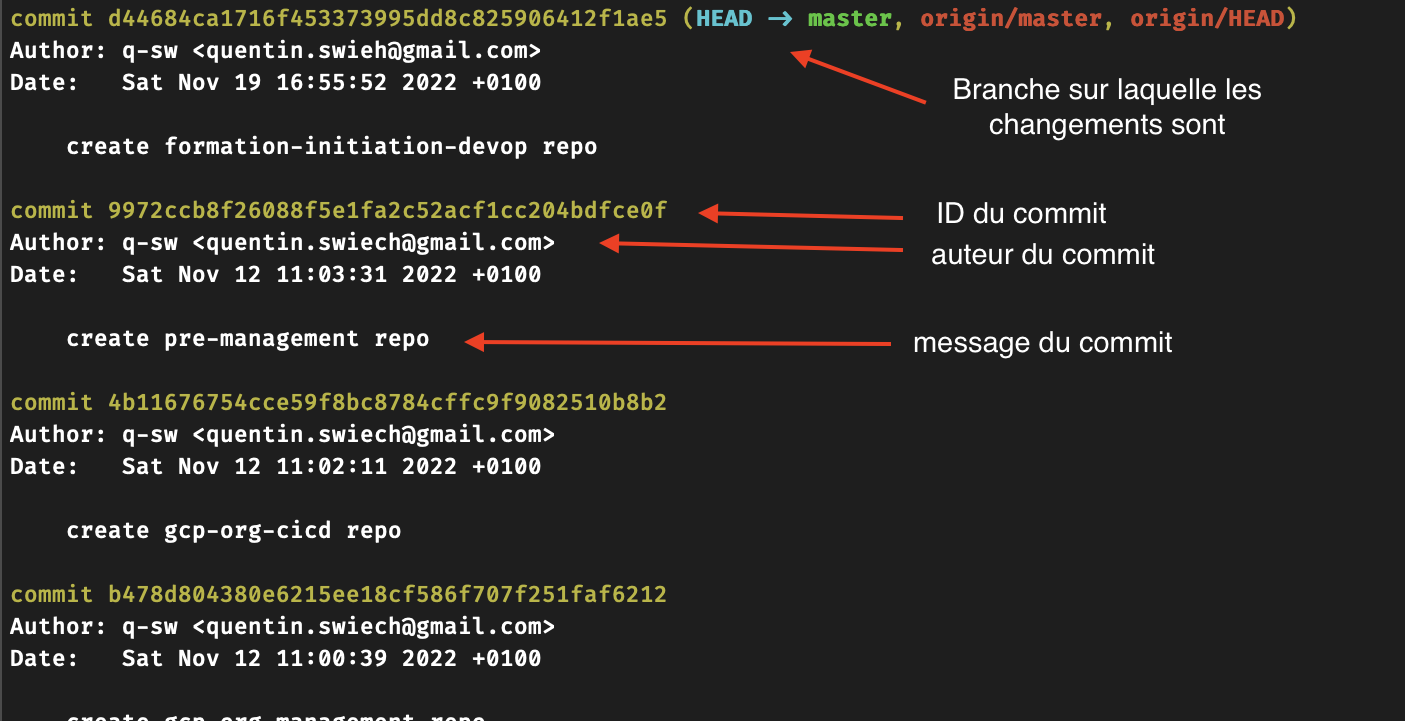 commit d44684ca1716f453373995dd8c825906412f1ae5 (HEAD -> master, origin/master, origin/HEAD)
Author: q-sw <quentin.swieh@gmail.com>
Date:   Sat Nov 19 16:55:52 2022 +0100
Branche sur laquelle les
changements sont
create formation-initiation-devop repo
commit 9972ccb8f26088f5e1fa2c52acf1cc204bdfce0f
ID du commit
Author: q-sw <quentin.swiech@gmail.com>
auteur du commit
Date:   Sat Nov 12 11:03:31 2022 +0100
create pre-management repo
message du commit
commit 4b11676754cce59f8bc8784cffc9f9082510b8b2
Author: q-sw <quentin.swiech@gmail.com>
Date:   Sat Nov 12 11:02:11 2022 +0100
create gcp-org-cicd repo
commit b478d804380e6215ee18cf586f707f251faf6212
Author: q-sw <quentin.swiech@gmail.com>
Date:   Sat Nov 12 11:00:39 2022 +0100
create gcp-org-management repo